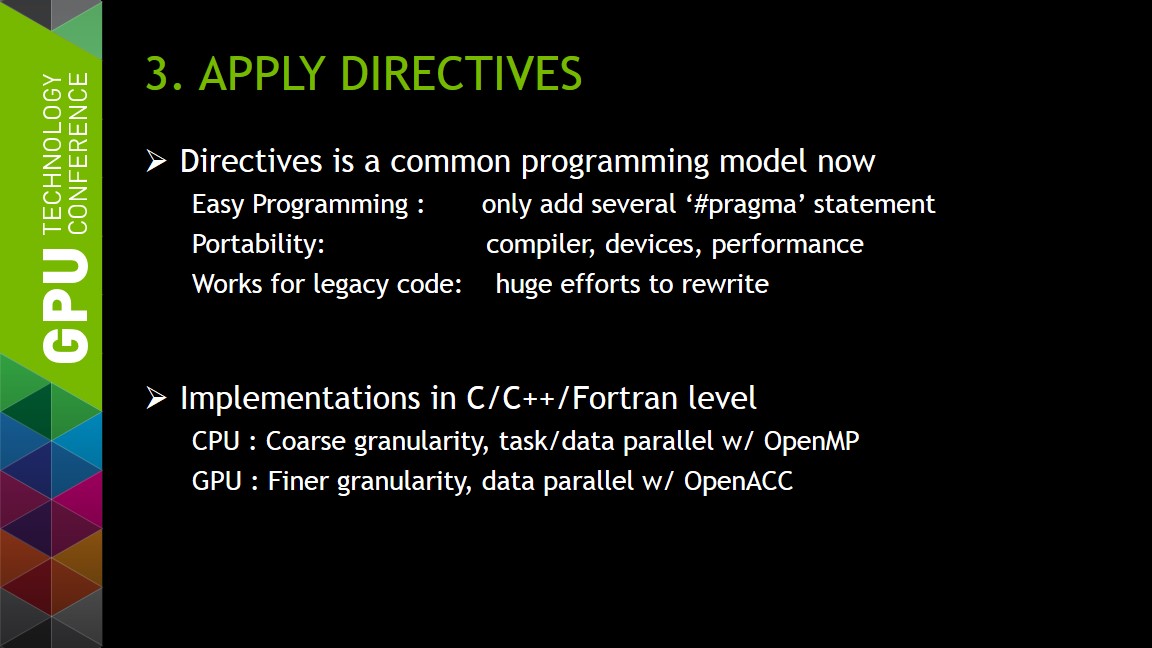 GPU TECHNOLOGY
CONFERENCE
3. APPLY DIRECTIVES
➢ Directives is a common programming model now
Easy Programming : only add several ‘#pragma’ statement
Portability: compiler, devices, performance
Works for legacy code: huge efforts to rewrite
➢ Implementations in C/C++/Fortran level
CPU : Coarse granularity, task/data parallel w/ OpenMP
GPU : Finer granularity, data parallel w/ OpenACC